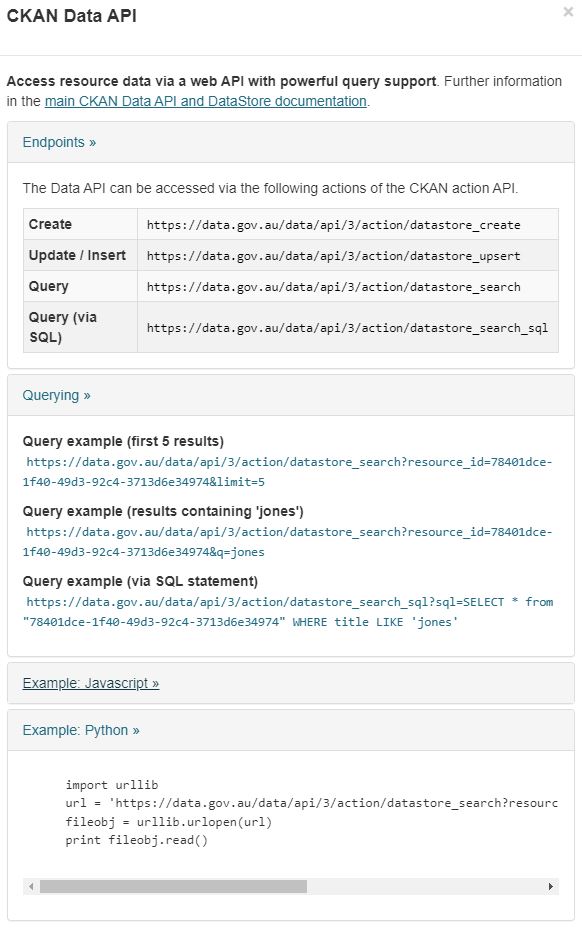 CKAN Data API
×
Access resource data via a web API with powerful query support. Further information
in the main CKAN Data API and DataStore documentation.
Endpoints »
The Data API can be accessed via the following actions of the CKAN action API.
Create https://data.gov.au/data/api/3/action/datastore_create
Update / Insert https://data.gov.au/data/api/3/action/datastore_upsert
Query https://data.gov.au/data/api/3/action/datastore_search
Query (via
SQL) https://data.gov.au/data/api/3/action/datastore_search_sql
Querying »
Query example (first 5 results)
https://data.gov.au/data/api/3/action/datastore_search?resource_id=78401dce-
1f40-49d3-92c4-3713d6e34974&limit=5
Query example (results containing 'jones')
https://data.gov.au/data/api/3/action/datastore_search?resource_id=78401dce-
1f40-49d3-92c4-3713d6e34974&q=jones
Query example (via SQL statement)
https://data.gov.au/data/api/3/action/datastore_search_sql?sql=SELECT * from
"78401dce-1f40-49d3-92c4-3713d6e34974" WHERE title LIKE 'jones'
Example: Javascript »
Example: Python »
import urllib
url = 'https://data.gov.au/data/api/3/action/datastore_search?resourc
fileobj = urllib.urlopen(url)
print fileobj.read()